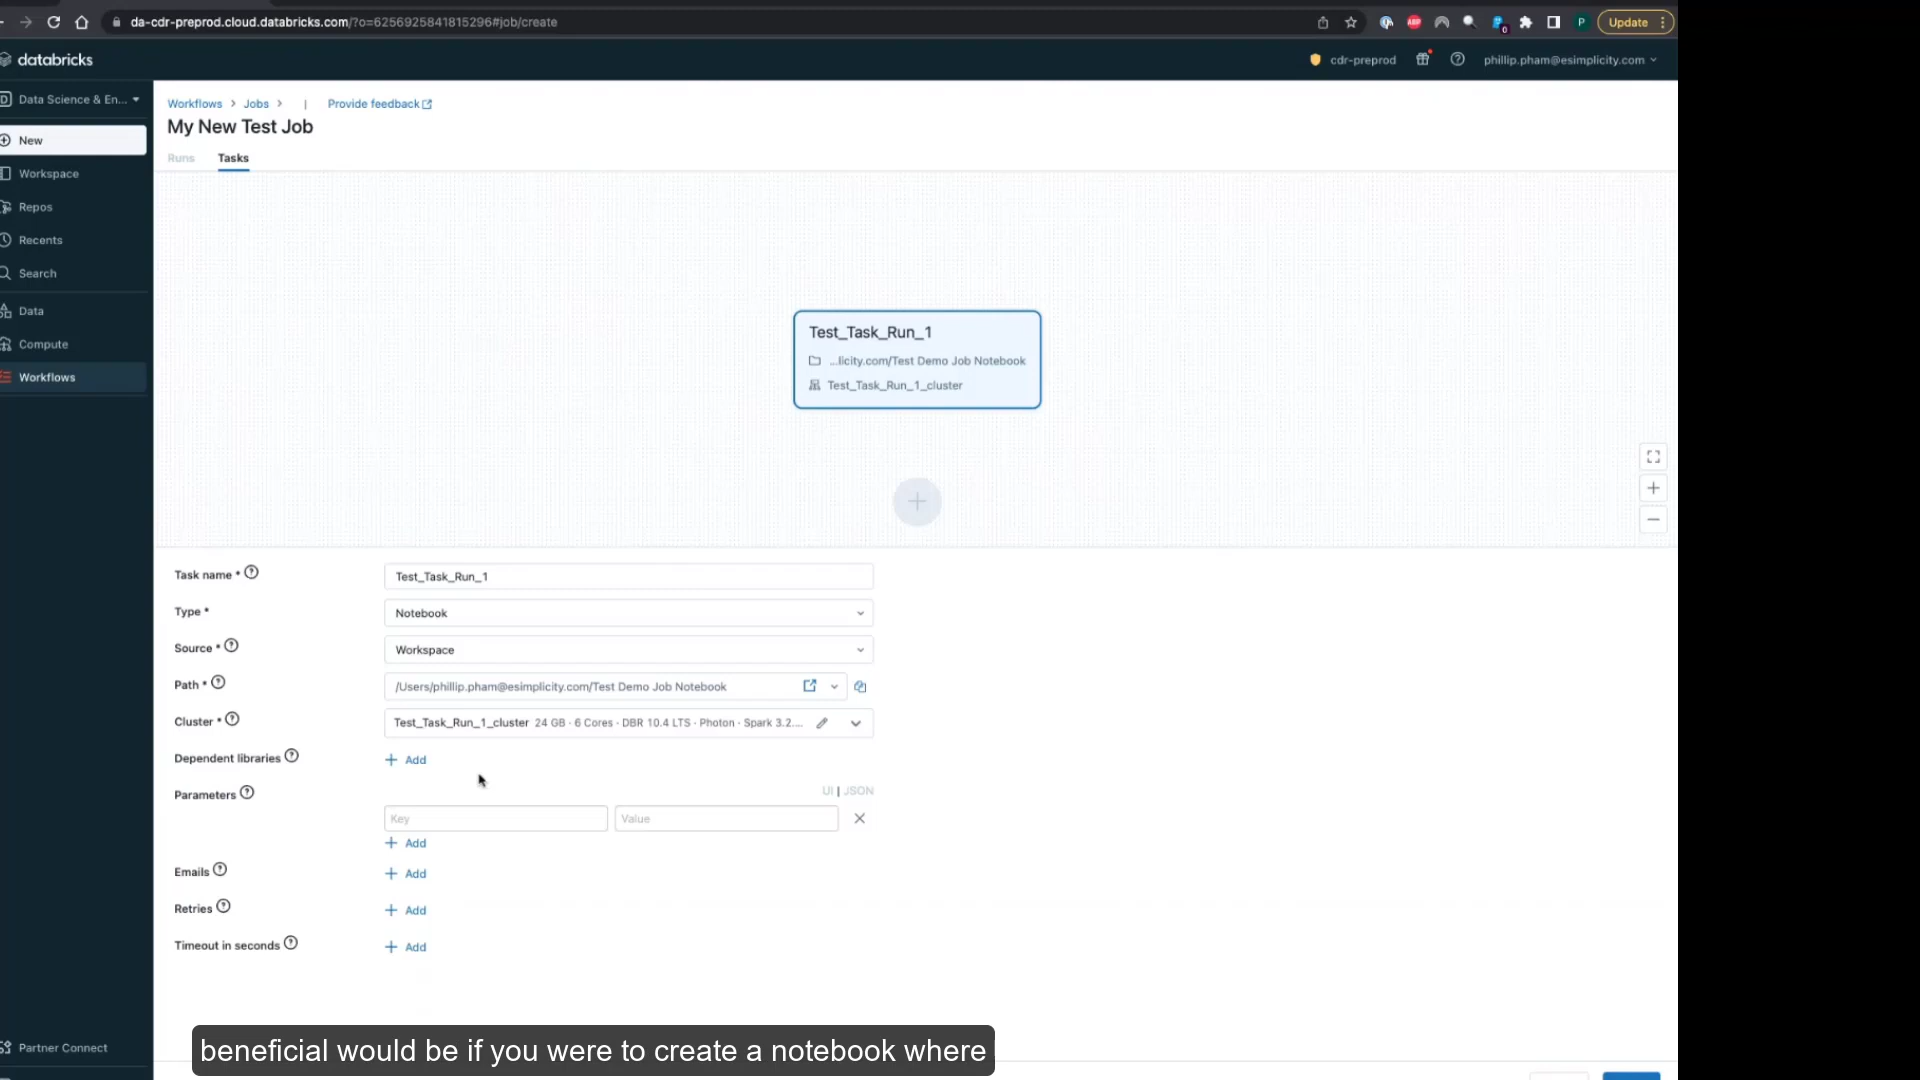 da-cdr-preprod.cloud.databricks.com/?o=6256925841815296#job/create
ABP
0
P
Update
databricks
cdr-preprod
phillip.pham@esimplicity.com
D Data Science & En...
New
Workspace
Repos
Recents
Search
Data
Compute
Workflows
Partner Connect
Workflows > Jobs > | Provide feedback
My New Test Job
Runs Tasks
Test_Task_Run_1
...licity.com/Test Demo Job Notebook
Test_Task_Run_1_cluster
Task name * Test_Task_Run_1
Type * Notebook
Source * Workspace
Path * /Users/phillip.pham@esimplicity.com/Test Demo Job Notebook
Cluster * Test_Task_Run_1_cluster 24 GB · 6 Cores · DBR 10.4 LTS · Photon · Spark 3.2....
Dependent libraries + Add
Parameters UI | JSON
Key Value
+ Add
Emails + Add
Retries + Add
Timeout in seconds + Add
beneficial would be if you were to create a notebook where